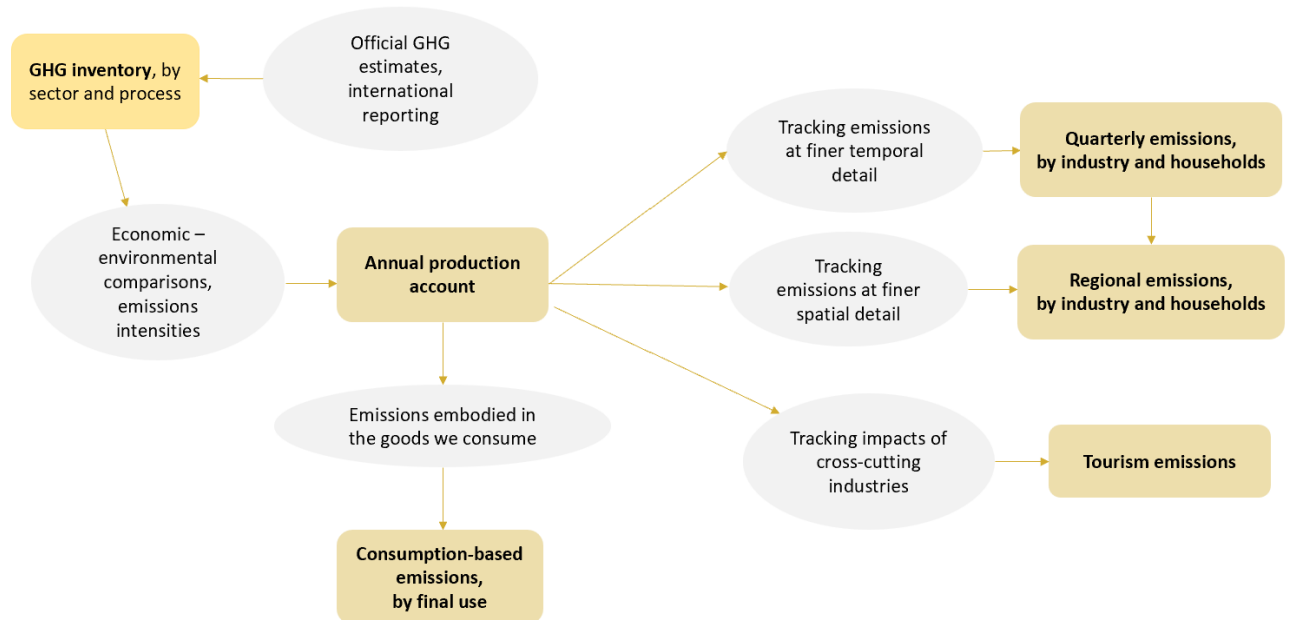 GHG inventory, by
sector and process
Official GHG
estimates,
international
reporting
Economic –
environmental
comparisons,
emissions
intensities
Annual production
account
Emissions embodied in
the goods we consume
Consumption-based
emissions,
by final use
Tracking emissions
at finer temporal
detail
Quarterly emissions,
by industry and households
Tracking
emissions at finer
spatial detail
Regional emissions,
by industry and households
Tracking impacts of
cross-cutting
industries
Tourism emissions